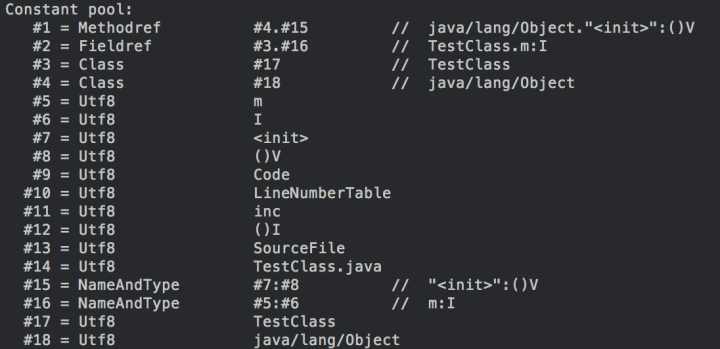 Constant pool:
#1 = Methodref #4.#15 // java/lang/Object."<init>":()V
#2 = Fieldref #3.#16 // TestClass.m:I
#3 = Class #17 // TestClass
#4 = Class #18 // java/lang/Object
#5 = Utf8 m
#6 = Utf8 I
#7 = Utf8 <init>
#8 = Utf8 ()V
#9 = Utf8 Code
#10 = Utf8 LineNumberTable
#11 = Utf8 inc
#12 = Utf8 ()I
#13 = Utf8 SourceFile
#14 = Utf8 TestClass.java
#15 = NameAndType #7:#8 // "<init>":()V
#16 = NameAndType #5:#6 // m:I
#17 = Utf8 TestClass
#18 = Utf8 java/lang/Object